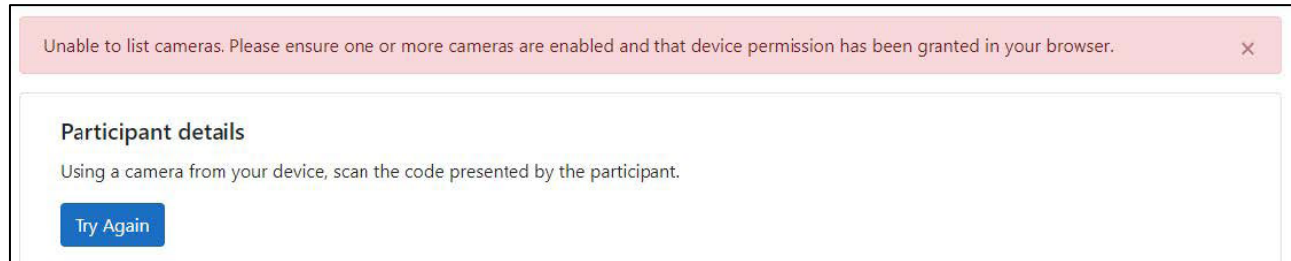 Unable to list cameras. Please ensure one or more cameras are enabled and that device permission has been granted in your browser. ×
Participant details
Using a camera from your device, scan the code presented by the participant.
Try Again